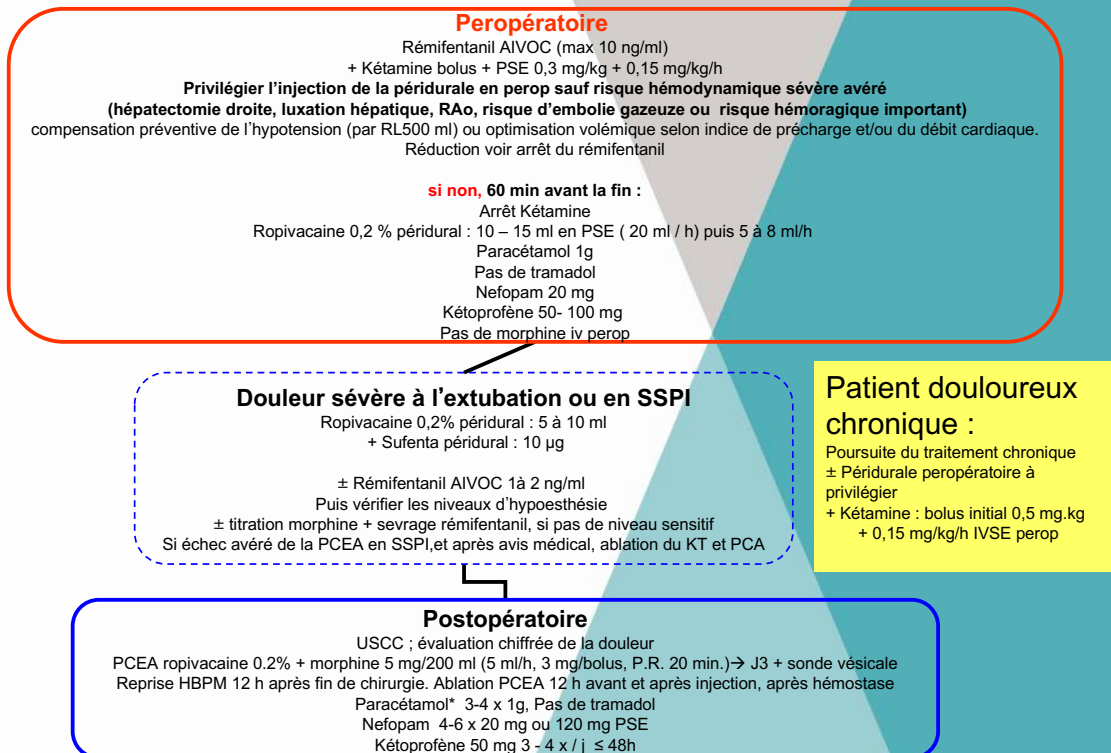 Peropératoire
Rémifentanil AIVOC (max 10 ng/ml)
+ Kétamine bolus + PSE 0,3 mg/kg + 0,15 mg/kg/h
Privilégier l'injection de la péridurale en perop sauf risque hémodynamique sévère avéré
(hépatectomie droite, luxation hépatique, RAo, risque d'embolie gazeuze ou risque hémoragique important)
compensation préventive de l'hypotension (par RL500 ml) ou optimisation volémique selon indice de précharge et/ou du débit cardiaque.
Réduction voir arrêt du rémifentanil
si non, 60 min avant la fin :
Arrêt Kétamine
Ropivacaine 0,2 % péridural : 10 – 15 ml en PSE ( 20 ml / h) puis 5 à 8 ml/h
Paracétamol 1g
Pas de tramadol
Nefopam 20 mg
Kétoprofène 50- 100 mg
Pas de morphine iv perop
Douleur sévère à l'extubation ou en SSPI
Ropivacaine 0,2% péridural : 5 à 10 ml
+ Sufenta péridural : 10 µg
± Rémifentanil AIVOC 1à 2 ng/ml
Puis vérifier les niveaux d'hypoesthésie
± titration morphine + sevrage rémifentanil, si pas de niveau sensitif
Si échec avéré de la PCEA en SSPI,et après avis médical, ablation du KT et PCA
Patient douloureux
chronique :
Poursuite du traitement chronique
± Péridurale peropératoire à
privilégier
+ Kétamine : bolus initial 0,5 mg.kg
+ 0,15 mg/kg/h IVSE perop
Postopératoire
USCC ; évaluation chiffrée de la douleur
PCEA ropivacaine 0.2% + morphine 5 mg/200 ml (5 ml/h, 3 mg/bolus, P.R. 20 min.)→ J3 + sonde vésicale
Reprise HBPM 12 h après fin de chirurgie. Ablation PCEA 12 h avant et après injection, après hémostase
Paracétamol* 3-4 x 1g, Pas de tramadol
Nefopam 4-6 x 20 mg ou 120 mg PSE
Kétoprofène 50 mg 3 - 4 x / j ≤ 48h